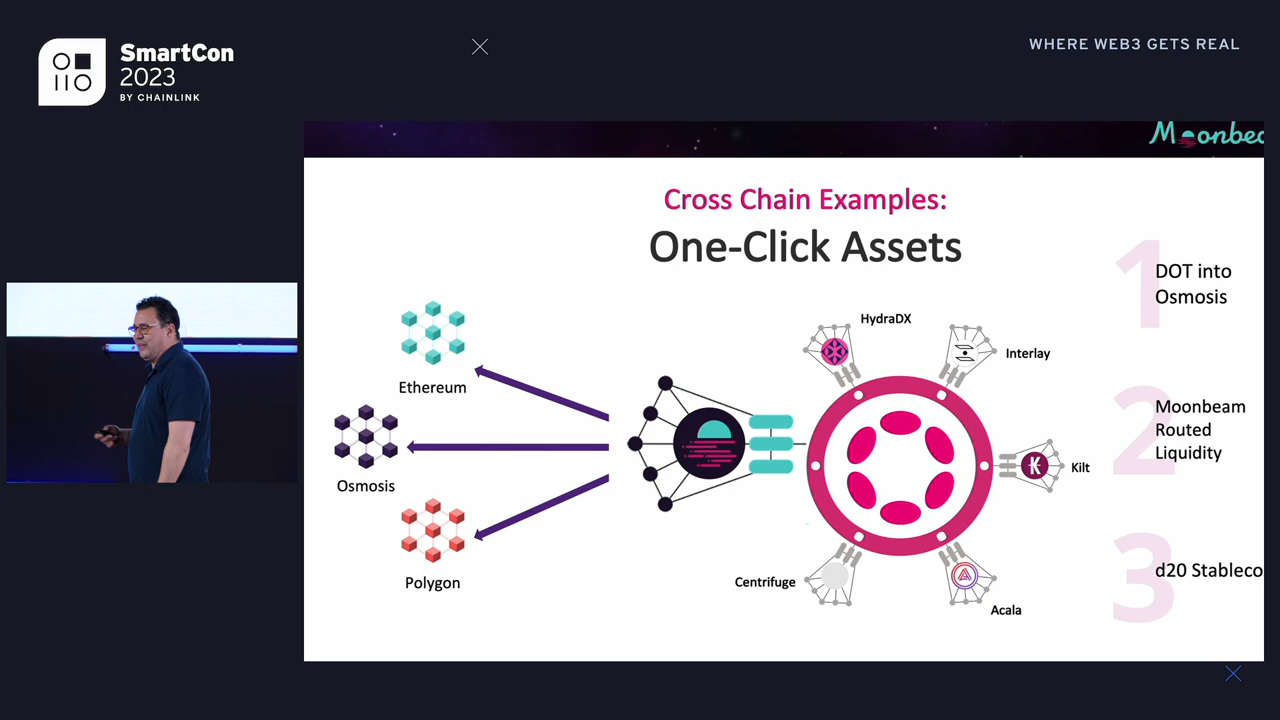 SmartCon
2023
BY CHAINLINK
WHERE WEB3 GETS REAL
Cross Chain Examples:
One-Click Assets
1
DOT into
Osmosis
2
Moonbeam
Routed
Liquidity
3
d20 Stableco
Ethereum
Osmosis
Polygon
HydraDX
Interlay
Kilt
Acala
Centrifuge
Moonbea